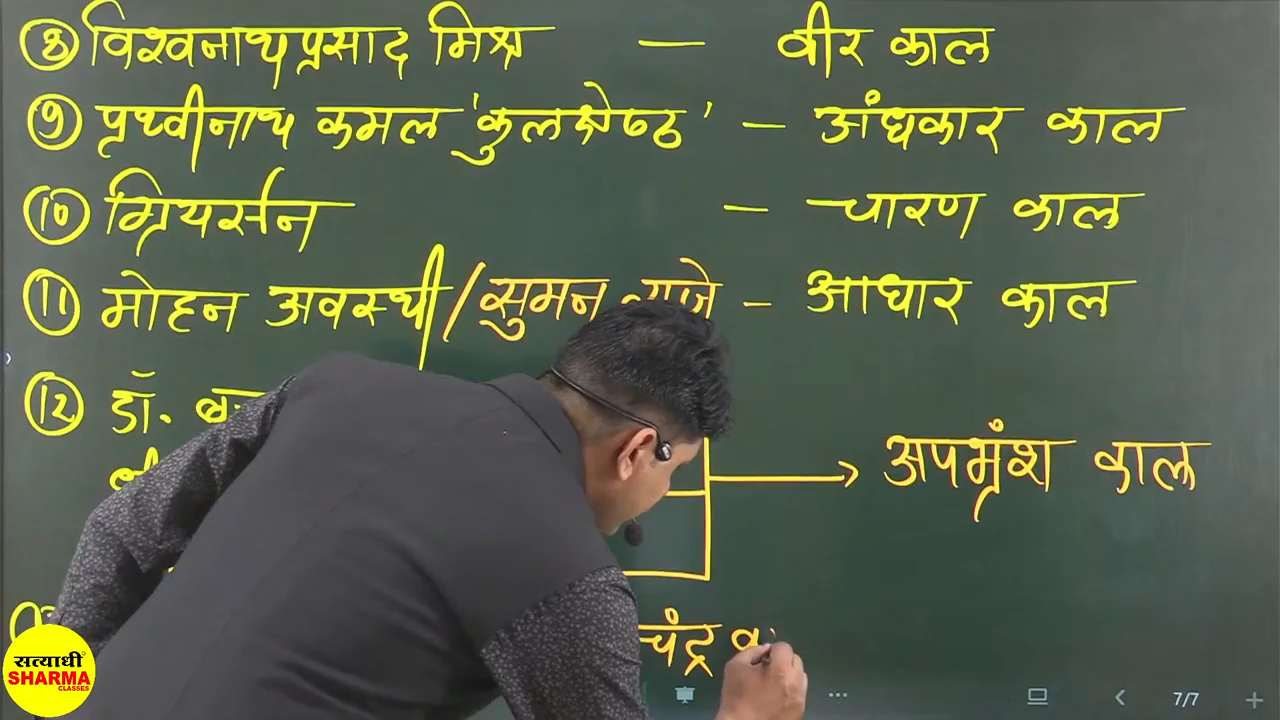 ⑧ विश्वनाथप्रसाद मिश्र — वीर काल
⑨ पृथ्वीनाथ कमल 'कुलश्रेष्ठ' — अंधकार काल
⑩ ग्रियर्सन — चारण काल
⑪ मोहन अवस्थी / सुमन राजे — आधार काल
⑫ डॉ.
→ अपभ्रंश काल
चंद्र
सत्यार्थी
SHARMA
CLASSES
7/7